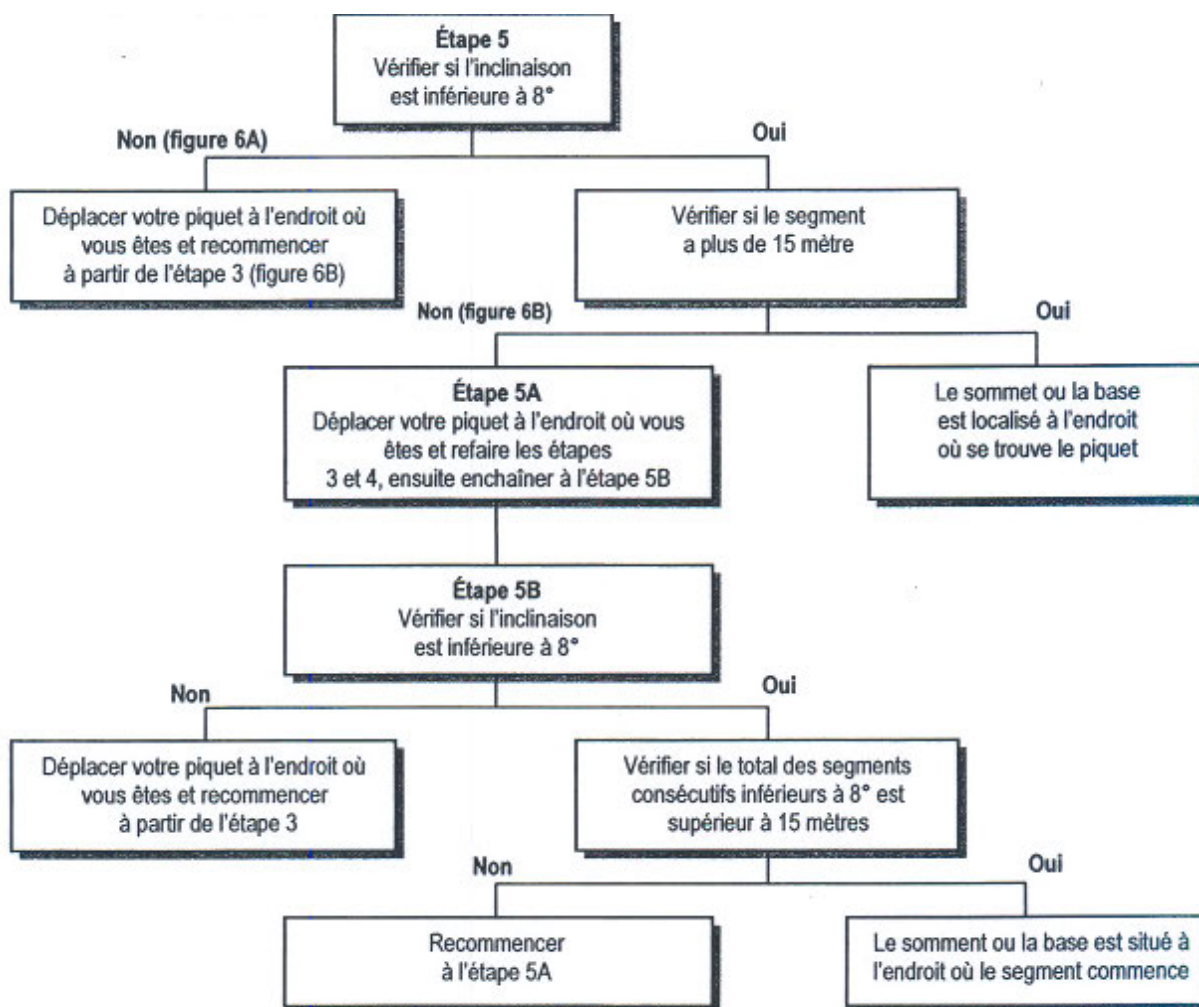 Étape 5
Vérifier si l'inclinaison
est inférieure à 8°
Non (figure 6A)
Oui
Déplacer votre piquet à l'endroit où
vous êtes et recommencer
à partir de l'étape 3 (figure 6B)
Vérifier si le segment
a plus de 15 mètre
Non (figure 6B)
Oui
Étape 5A
Déplacer votre piquet à l'endroit où vous
êtes et refaire les étapes
3 et 4, ensuite enchaîner à l'étape 5B
Le sommet ou la base
est localisé à l'endroit
où se trouve le piquet
Étape 5B
Vérifier si l'inclinaison
est inférieure à 8°
Non
Oui
Déplacer votre piquet à l'endroit où
vous êtes et recommencer
à partir de l'étape 3
Vérifier si le total des segments
consécutifs inférieurs à 8° est
supérieur à 15 mètres
Non
Oui
Recommencer
à l'étape 5A
Le somment ou la base est situé à
l'endroit où le segment commence